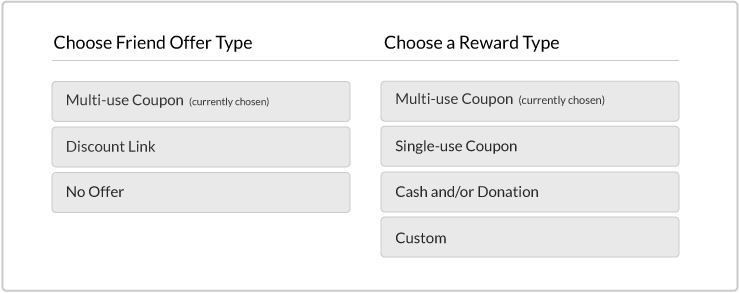 Choose Friend Offer Type
Multi-use Coupon (currently chosen)
Discount Link
No Offer
Choose a Reward Type
Multi-use Coupon (currently chosen)
Single-use Coupon
Cash and/or Donation
Custom